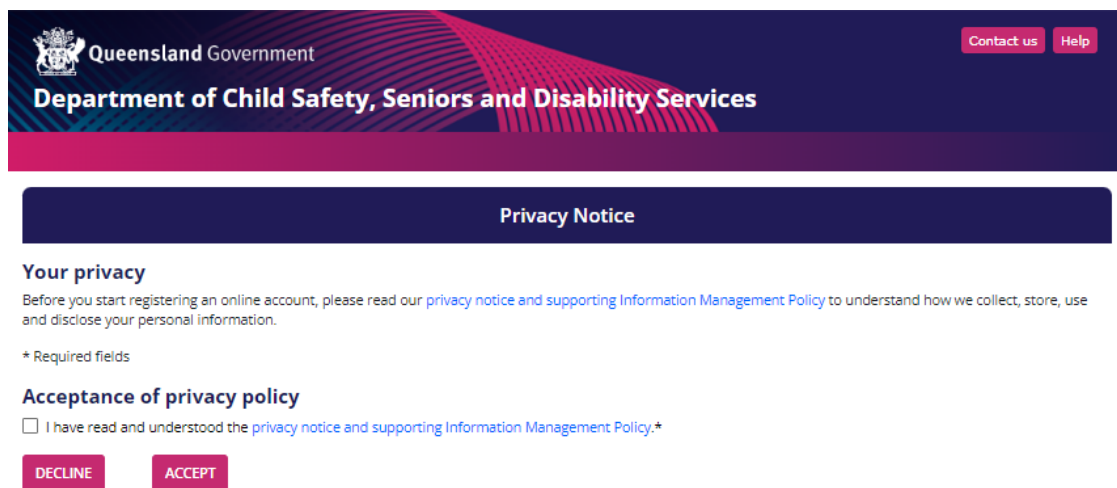 Queensland Government
Contact us Help
Department of Child Safety, Seniors and Disability Services
Privacy Notice
Your privacy
Before you start registering an online account, please read our privacy notice and supporting Information Management Policy to understand how we collect, store, use
and disclose your personal information.
* Required fields
Acceptance of privacy policy
I have read and understood the privacy notice and supporting Information Management Policy.*
DECLINE ACCEPT